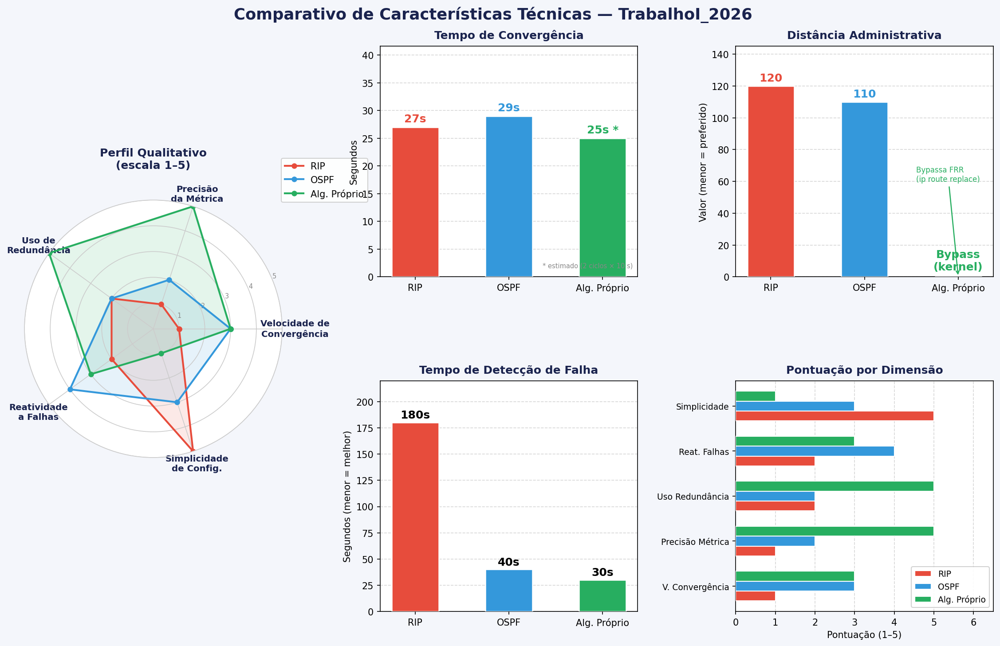 Comparativo de Características Técnicas — TrabalhoI_2026
Perfil Qualitativo
(escala 1–5)
RIP
OSPF
Alg. Próprio
Precisão
da Métrica
Uso de
Redundância
Velocidade de
Convergência
Reatividade
a Falhas
Simplicidade
de Config.
1
2
3
4
5
Tempo de Convergência
Segundos
40
35
30
25
20
15
10
5
0
27s
29s
25s *
* estimado (2 ciclos × 10 s)
RIP
OSPF
Alg. Próprio
Distância Administrativa
Valor (menor = preferido)
140
120
100
80
60
40
20
0
120
110
Bypassa FRR
(ip route replace)
Bypass
(kernel)
RIP
OSPF
Alg. Próprio
Tempo de Detecção de Falha
Segundos (menor = melhor)
200
175
150
125
100
75
50
25
0
180s
40s
30s
RIP
OSPF
Alg. Próprio
Pontuação por Dimensão
Simplicidade
Reat. Falhas
Uso Redundância
Precisão Métrica
V. Convergência
RIP
OSPF
Alg. Próprio
0
1
2
3
4
5
6
Pontuação (1–5)